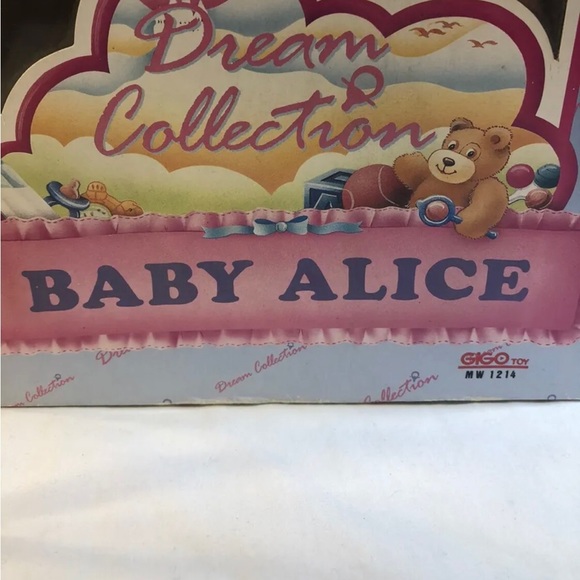 Dream
Collection
BABY ALICE
Dream Collection
GIGO TOY
MW 1214
Collection
Collection